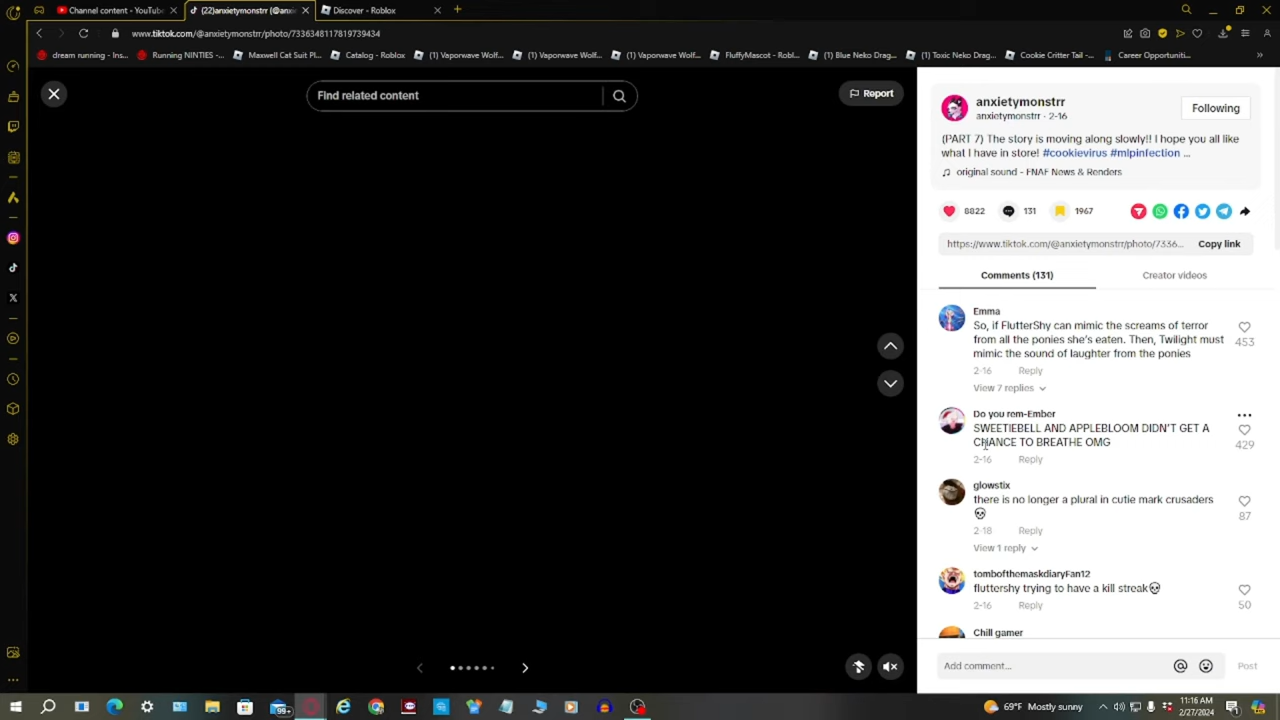 Channel content - YouTube
(22)anxietymonstrr (@anxi
Discover - Roblox
www.tiktok.com/@anxietymonstrr/photo/7336348117819739434
dream running - Ins...
Running NINTIES -...
Maxwell Cat Suit Pl...
Catalog - Roblox
(1) Vaporwave Wolf...
(1) Vaporwave Wolf...
(1) Vaporwave Wolf...
FluffyMascot - Robl...
(1) Blue Neko Drag...
(1) Toxic Neko Drag...
Cookie Critter Tail -...
Career Opportuniti...
Find related content
Report
anxietymonstrr
anxietymonstrr · 2-16
Following
(PART 7) The story is moving along slowly!! I hope you all like
what I have in store! #cookievirus #mlpinfection ...
original sound - FNAF News & Renders
8822
131
1967
https://www.tiktok.com/@anxietymonstrr/photo/7336...
Copy link
Comments (131)
Creator videos
Emma
So, if FlutterShy can mimic the screams of terror
from all the ponies she's eaten. Then, Twilight must
mimic the sound of laughter from the ponies
453
2-16 Reply
View 7 replies
Do you rem-Ember
SWEETIEBELL AND APPLEBLOOM DIDN'T GET A
CHANCE TO BREATHE OMG
429
2-16 Reply
glowstix
there is no longer a plural in cutie mark crusaders
💀
87
2-18 Reply
View 1 reply
tombofthemaskdiaryFan12
fluttershy trying to have a kill streak💀
50
2-16 Reply
Chill gamer
Add comment...
Post
99+
69°F Mostly sunny
11:16 AM
2/27/2024